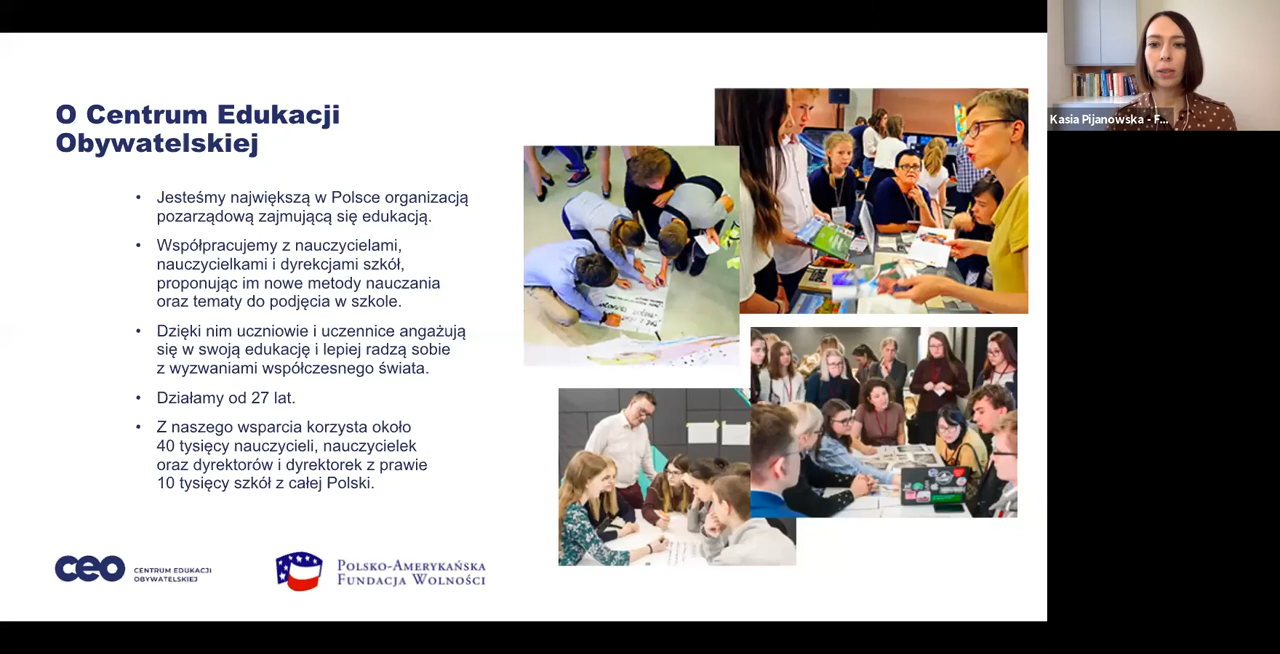 O Centrum Edukacji
Obywatelskiej
• Jesteśmy największą w Polsce organizacją
pozarządową zajmującą się edukacją.
• Współpracujemy z nauczycielami,
nauczycielkami i dyrekcjami szkół,
proponując im nowe metody nauczania
oraz tematy do podjęcia w szkole.
• Dzięki nim uczniowie i uczennice angażują
się w swoją edukację i lepiej radzą sobie
z wyzwaniami współczesnego świata.
• Działamy od 27 lat.
• Z naszego wsparcia korzysta około
40 tysięcy nauczycieli, nauczycielek
oraz dyrektorów i dyrektorek z prawie
10 tysięcy szkół z całej Polski.
ceo
CENTRUM EDUKACJI
OBYWATELSKIEJ
Polsko-Amerykańska
Fundacja Wolności
Kasia Pijanowska - F...